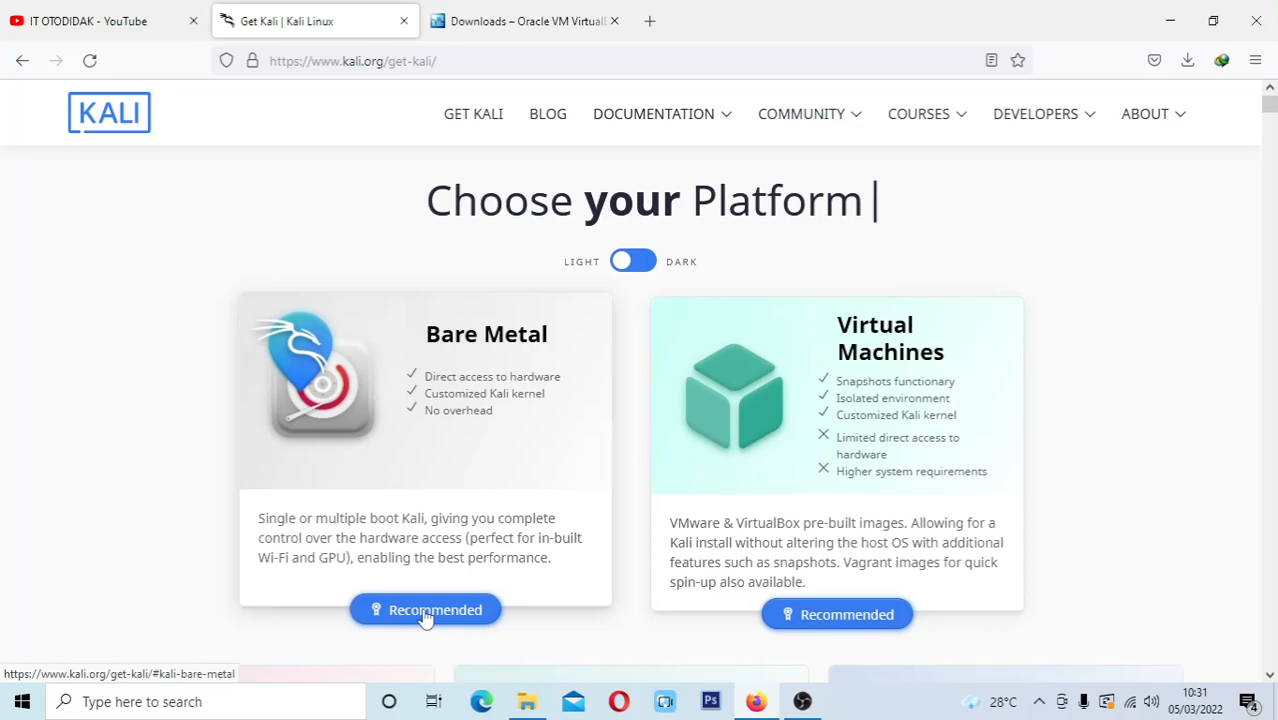 IT OTODIDAK - YouTube
Get Kali | Kali Linux
Downloads – Oracle VM VirtualB
https://www.kali.org/get-kali/
KALI
GET KALI
BLOG
DOCUMENTATION
COMMUNITY
COURSES
DEVELOPERS
ABOUT
Choose your Platform|
LIGHT
DARK
Bare Metal
Direct access to hardware
Customized Kali kernel
No overhead
Single or multiple boot Kali, giving you complete
control over the hardware access (perfect for in-built
Wi-Fi and GPU), enabling the best performance.
Recommended
Virtual
Machines
Snapshots functionary
Isolated environment
Customized Kali kernel
Limited direct access to
hardware
Higher system requirements
VMware & VirtualBox pre-built images. Allowing for a
Kali install without altering the host OS with additional
features such as snapshots. Vagrant images for quick
spin-up also available.
Recommended
https://www.kali.org/get-kali/#kali-bare-metal
Type here to search
Ps
28°C
10:31
05/03/2022
4